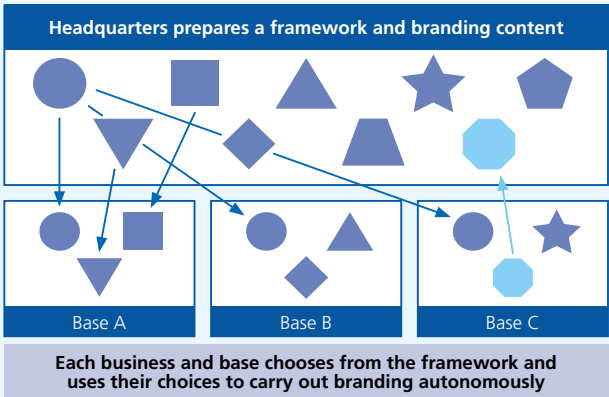 Headquarters prepares a framework and branding content
Base A
Base B
Base C
Each business and base chooses from the framework and
uses their choices to carry out branding autonomously